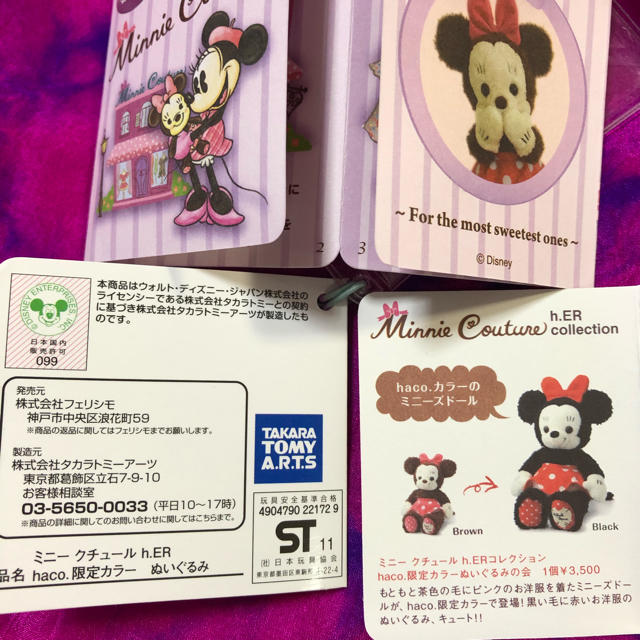 Minnie Cou
Minnie Couture
2
3
~ For the most sweetest ones ~
© Disney
©DISNEY ENTERPRISES, INC.
日本国内
販売許可
099
本商品はウォルト・ディズニー・ジャパン株式会社の
ライセンシーである株式会社タカラトミーとの契約
に基づき株式会社タカラトミーアーツが製造したも
のです。
発売元
株式会社フェリシモ
神戸市中央区浪花町59
※商品の返品に関してはフェリシモまでお願いします。
製造元
株式会社タカラトミーアーツ
東京都葛飾区立石7-9-10
お客様相談室
03-5650-0033(平日10〜17時)
※商品の詳細に関してのお問い合わせに関してはこちらまで。
TAKARA
TOMY
A.R.T.S
玩具安全基準合格
4904790 22172 9
ST 11
(社)日本玩具協会
東京都墨田区東駒形 4-22-4
ミニー クチュール h.ER
品名 haco.限定カラー ぬいぐるみ
Minnie Couture h.ER
collection
haco.カラーの
ミニーズドール
Brown
Black
ミニー クチュール h.ERコレクション
haco.限定カラーぬいぐるみの会 1個¥3,500
もともと茶色の毛にピンクのお洋服を着たミニーズドー
ルが、haco.限定カラーで登場!黒い毛に赤いお洋服の
ぬいぐるみ、キュート!!